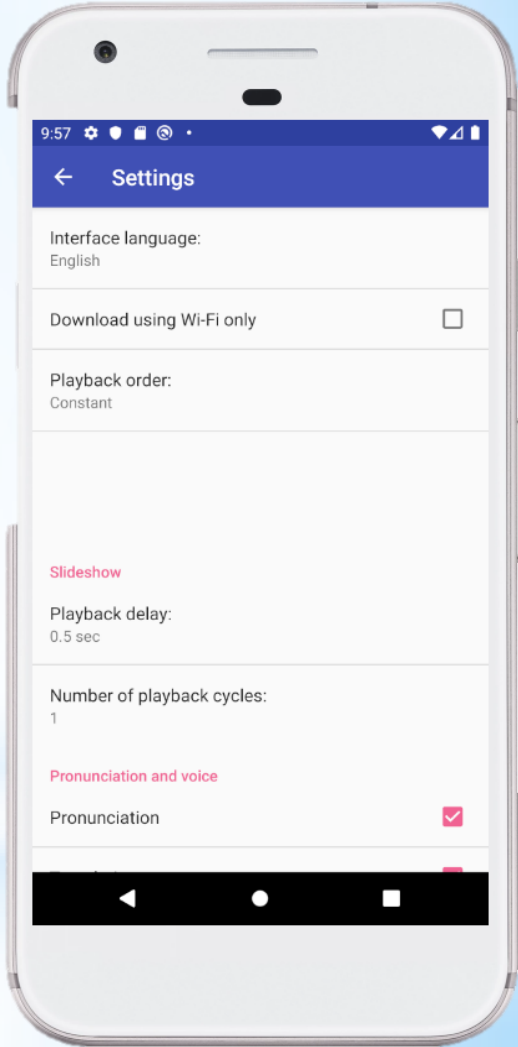 9:57
Settings
Interface language:
English
Download using Wi-Fi only
Playback order:
Constant
Slideshow
Playback delay:
0.5 sec
Number of playback cycles:
1
Pronunciation and voice
Pronunciation